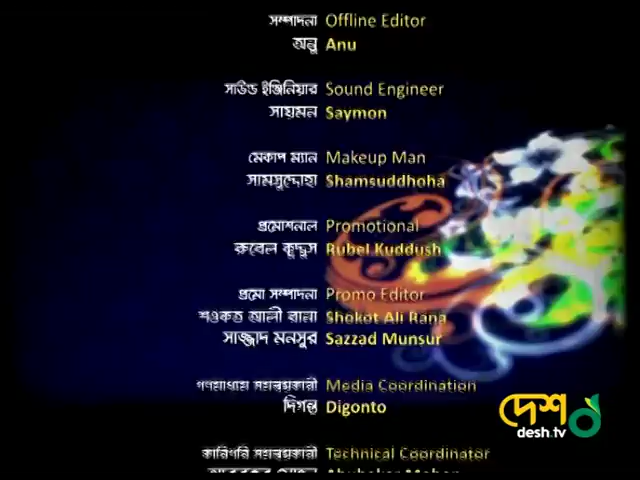 সম্পাদনা Offline Editor
অনু Anu
সাউন্ড ইঞ্জিনিয়ার Sound Engineer
সায়মন Saymon
মেকাপ ম্যান Makeup Man
সামসুদ্দোহা Shamsuddhoha
প্রমোশনাল Promotional
রুবেল কুদ্দুস Rubel Kuddush
প্রমো সম্পাদনা Promo Editor
শওকত আলী রানা Shokot Ali Rana
সাজ্জাদ মনসুর Sazzad Munsur
গণমাধ্যম সমন্বয়কারী Media Coordination
দিগন্ত Digonto
কারিগরি সমন্বয়কারী Technical Coordinator
দেশ
desh.tv